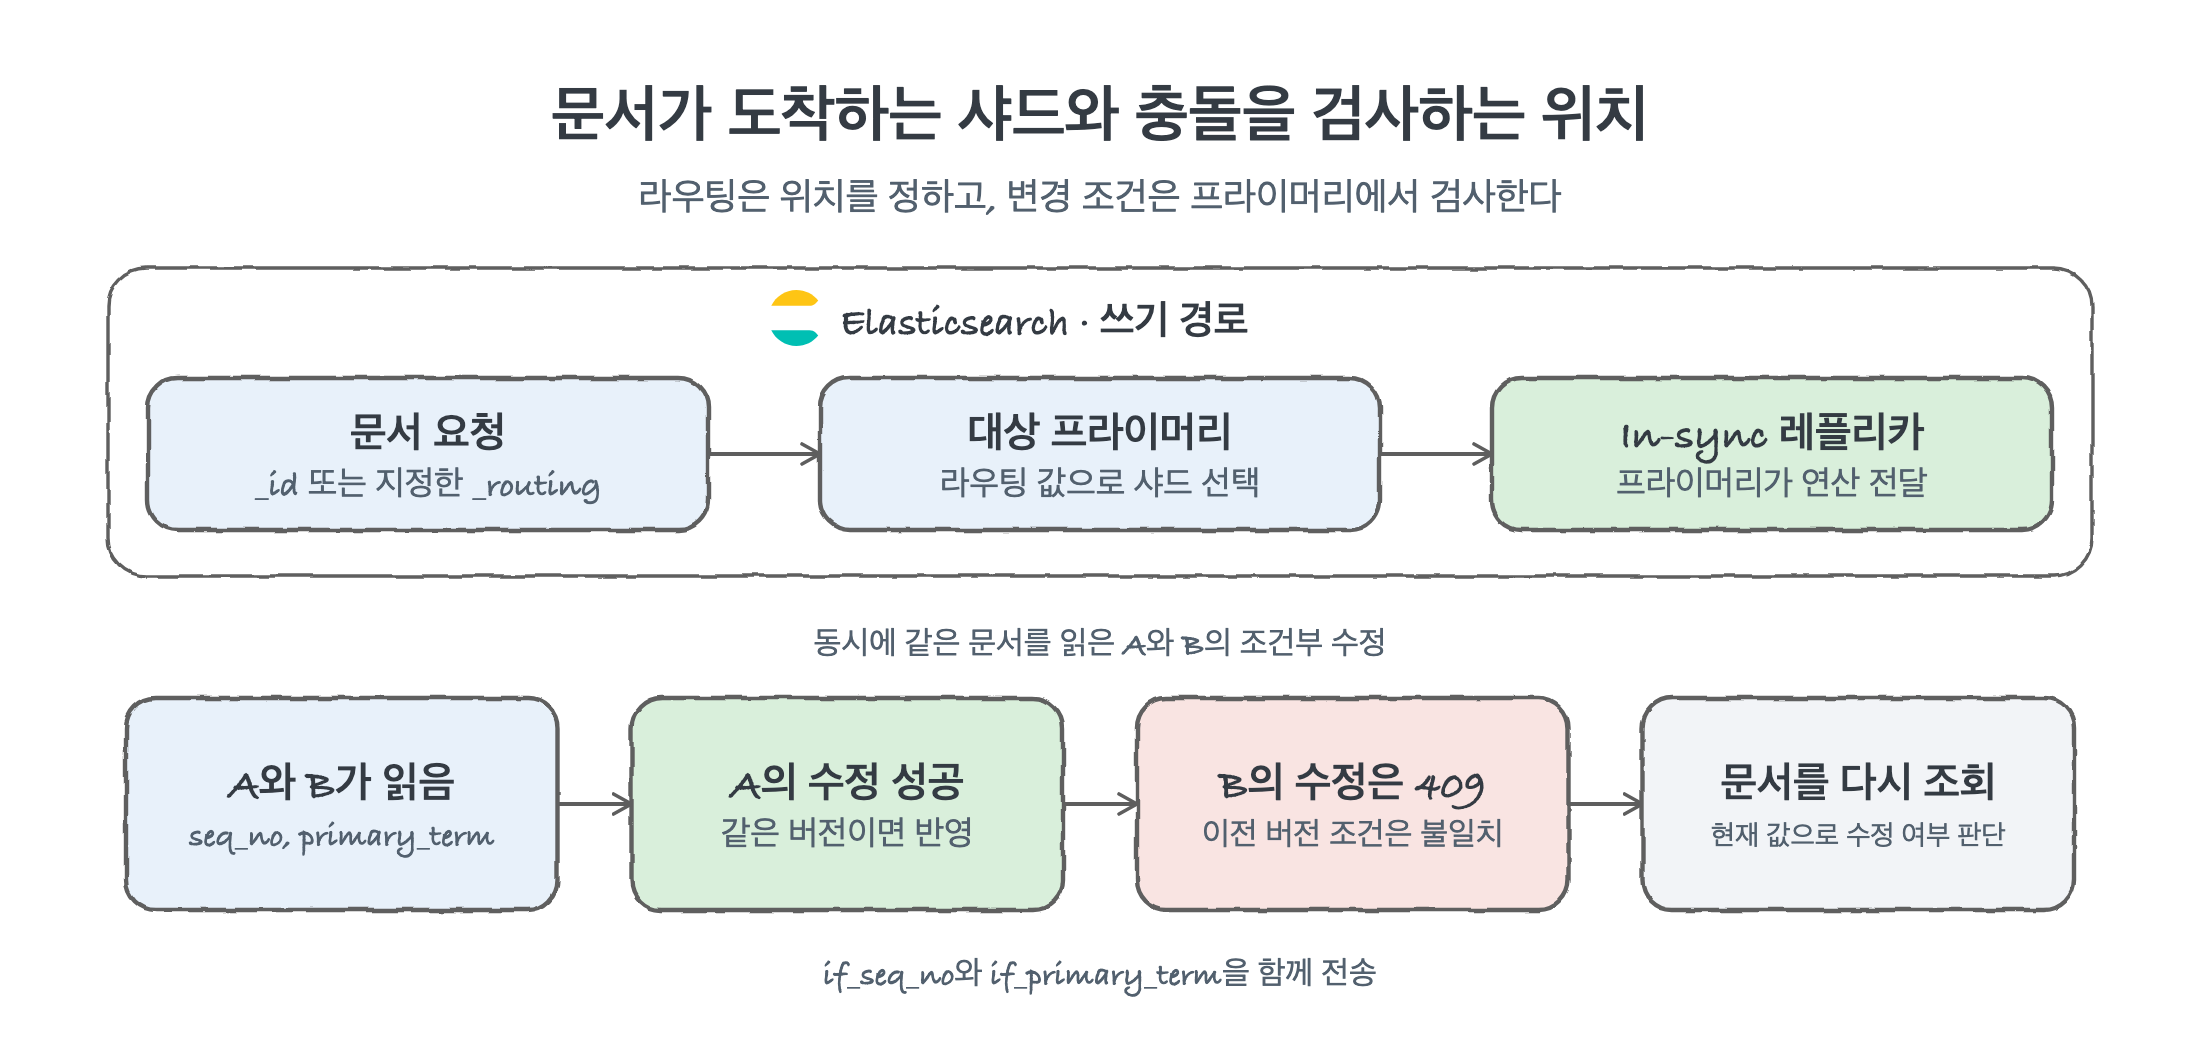 문서가 도착하는 샤드와 충돌을 검사하는 위치
라우팅은 위치를 정하고, 변경 조건은 프라이머리에서 검사한다
Elasticsearch · 쓰기 경로
문서 요청
_id 또는 지정한 _routing
대상 프라이머리
라우팅 값으로 샤드 선택
In-sync 레플리카
프라이머리가 연산 전달
동시에 같은 문서를 읽은 A와 B의 조건부 수정
A와 B가 읽음
seq_no, primary_term
A의 수정 성공
같은 버전이면 반영
B의 수정은 409
이전 버전 조건은 불일치
문서를 다시 조회
현재 값으로 수정 여부 판단
if_seq_no와 if_primary_term을 함께 전송